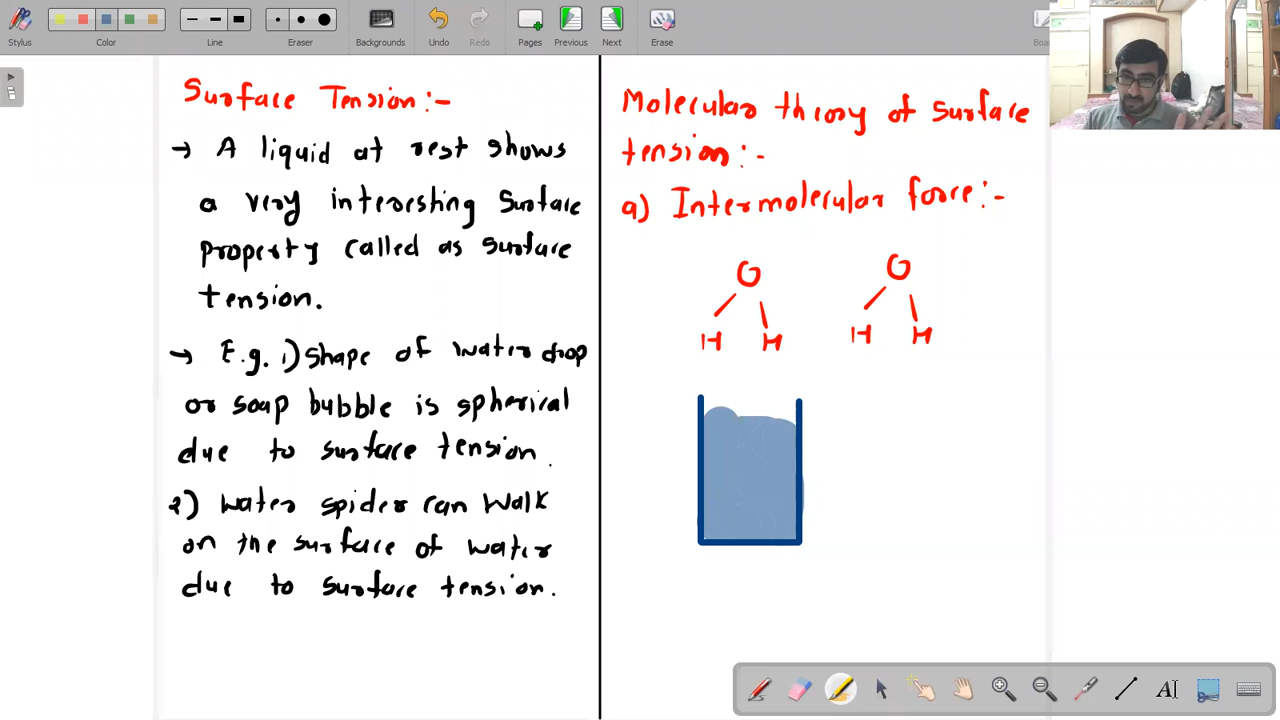 Stylus
Color
Line
Eraser
Backgrounds
Undo
Redo
Pages
Previous
Next
Erase
Surface Tension:-
→ A liquid at rest shows
a very interesting surface
property called as surface
tension.
→ E.g. 1) shape of water drop
or soap bubble is spherical
due to surface tension.
2) water spider can walk
on the surface of water
due to surface tension.
Molecular theory of surface
tension:-
a) Intermolecular force:-
O O
H H H H